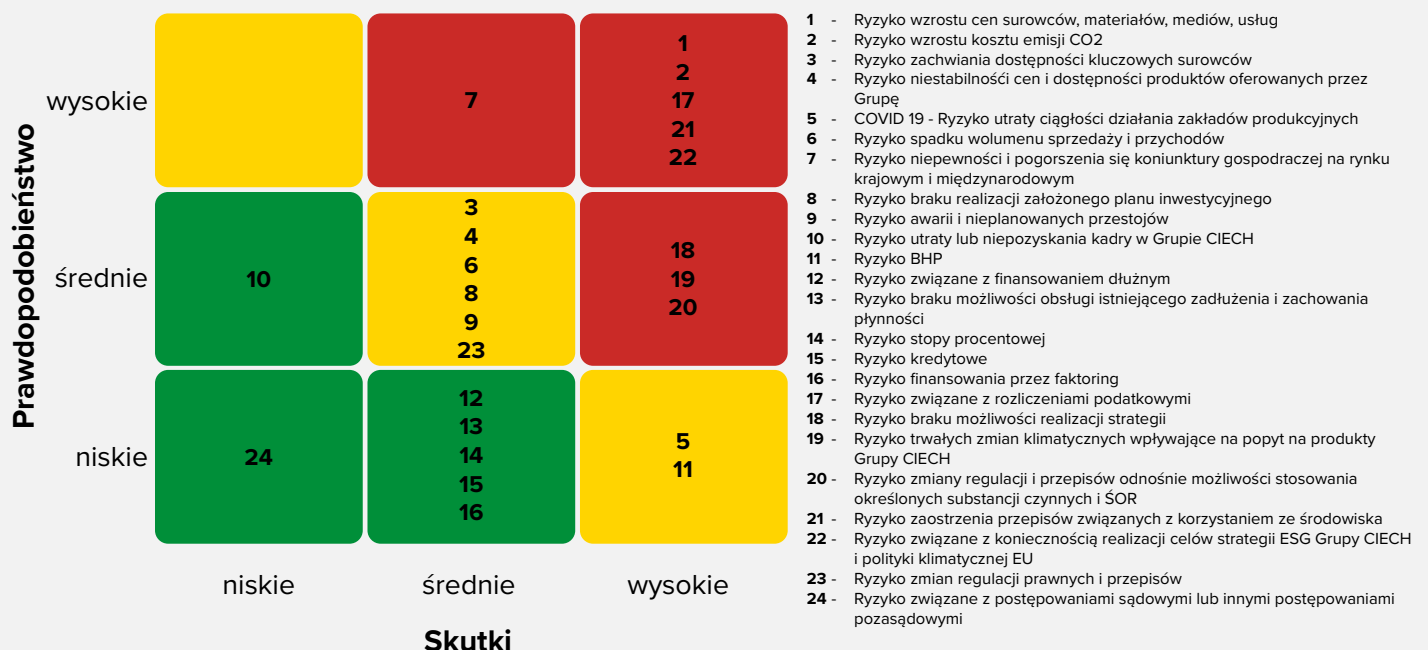 Prawdopodobieństwo
wysokie
średnie
niskie
7
1
2
17
21
22
10
3
4
6
8
9
23
18
19
20
24
12
13
14
15
16
5
11
niskie
średnie
wysokie
Skutki
1 - Ryzyko wzrostu cen surowców, materiałów, mediów, usług
2 - Ryzyko wzrostu kosztu emisji CO2
3 - Ryzyko zachwiania dostępności kluczowych surowców
4 - Ryzyko niestabilnośći cen i dostępności produktów oferowanych przez
Grupę
5 - COVID 19 - Ryzyko utraty ciągłości działania zakładów produkcyjnych
6 - Ryzyko spadku wolumenu sprzedaży i przychodów
7 - Ryzyko niepewności i pogorszenia się koniunktury gospodraczej na rynku
krajowym i międzynarodowym
8 - Ryzyko braku realizacji założonego planu inwestycyjnego
9 - Ryzyko awarii i nieplanowanych przestojów
10 - Ryzyko utraty lub niepozyskania kadry w Grupie CIECH
11 - Ryzyko BHP
12 - Ryzyko związane z finansowaniem dłużnym
13 - Ryzyko braku możliwości obsługi istniejącego zadłużenia i zachowania
płynności
14 - Ryzyko stopy procentowej
15 - Ryzyko kredytowe
16 - Ryzyko finansowania przez faktoring
17 - Ryzyko związane z rozliczeniami podatkowymi
18 - Ryzyko braku możliwości realizacji strategii
19 - Ryzyko trwałych zmian klimatycznych wpływające na popyt na produkty
Grupy CIECH
20 - Ryzyko zmiany regulacji i przepisów odnośnie możliwości stosowania
określonych substancji czynnych i ŚOR
21 - Ryzyko zaostrzenia przepisów związanych z korzystaniem ze środowiska
22 - Ryzyko związane z koniecznością realizacji celów strategii ESG Grupy CIECH
i polityki klimatycznej EU
23 - Ryzyko zmian regulacji prawnych i przepisów
24 - Ryzyko związane z postępowaniami sądowymi lub innymi postępowaniami
pozasądowymi